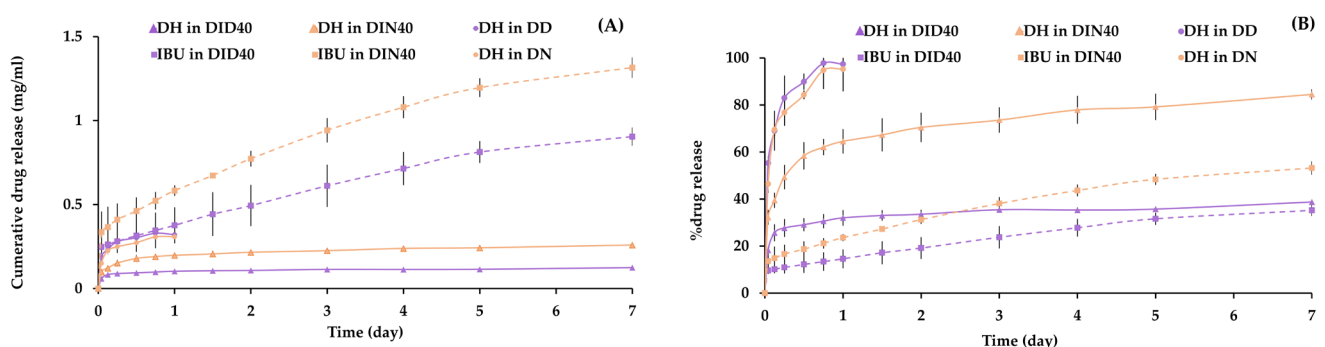 (A)
DH in DID40 DH in DIN40 DH in DD
IBU in DID40 IBU in DIN40 DH in DN
Cumerative drug release (mg/ml)
1.5
1
0.5
0
0 1 2 3 4 5 6 7
Time (day)
(B)
DH in DID40 DH in DIN40 DH in DD
IBU in DID40 IBU in DIN40 DH in DN
%drug release
100
80
60
40
20
0
0 1 2 3 4 5 6 7
Time (day)